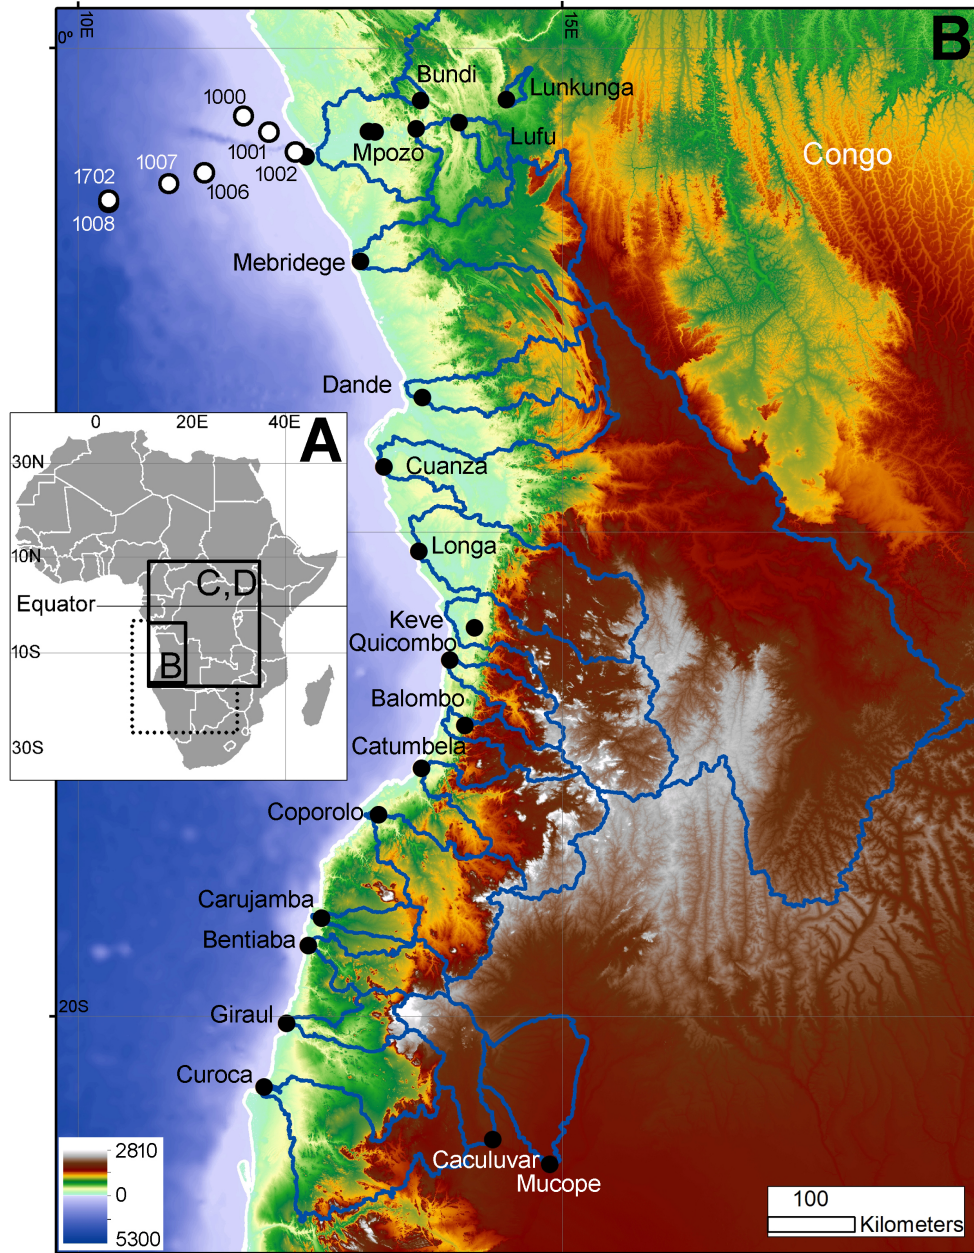 10E
15E
B
0º
Bundi
Lunkunga
1000
Lufu
Congo
1001
Mpozo
1007
1002
1702
1006
1008
Mebridege
Dande
0
20E
40E
A
30N
Cuanza
10N
Longa
C,D
Equator
Keve
Quicombo
10S
B
Balombo
30S
Catumbela
Coporolo
Carujamba
Bentiaba
20S
Giraul
Curoca
2810
0
5300
Caculuvar
Mucope
100
Kilometers